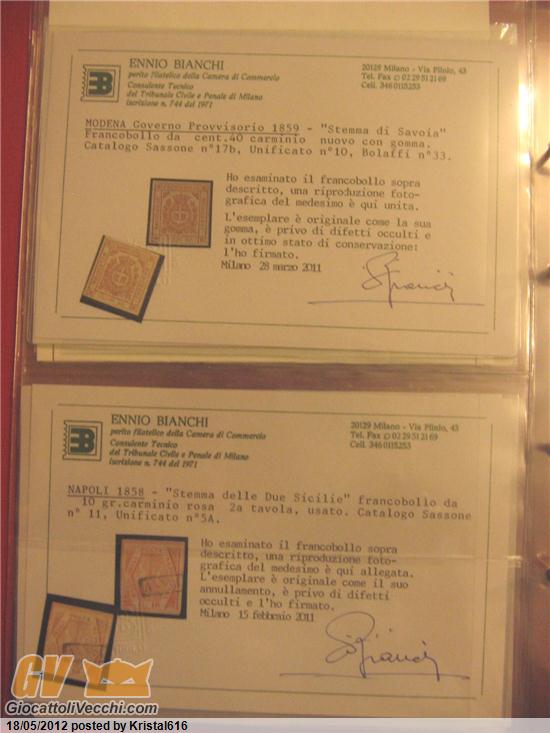 ENNIO BIANCHI
perito filatelico della Camera di Commercio
Consulente Tecnico
del Tribunale Civile e Penale di Milano
iscrizione n. 744 del 1971
20129 Milano - Via Plinio, 43
Tel. Fax 02 29 51 21 69
Cell. 346 0115253
MODENA Governo Provvisorio 1859 - "Stemma di Savoia"
Francobollo da cent.40 carminio nuovo con gomma.
Catalogo Sassone n°17b, Unificato n°10, Bolaffi n°33.
Ho esaminato il francobollo sopra
descritto, una riproduzione foto-
grafica del medesimo è qui unita.
L'esemplare è originale come la sua
gomma, è privo di difetti occulti e
in ottimo stato di conservazione:
l'ho firmato.
Milano 28 marzo 2011
ENNIO BIANCHI
perito filatelico della Camera di Commercio
Consulente Tecnico
del Tribunale Civile e Penale di Milano
iscrizione n. 744 del 1971
20129 Milano - Via Plinio, 43
Tel. Fax 02 29 51 21 69
Cell. 346 0115253
NAPOLI 1858 - "Stemma delle Due Sicilie" francobollo da
10 gr.carminio rosa 2a tavola, usato. Catalogo Sassone
n° 11, Unificato n°5A.
Ho esaminato il francobollo sopra
descritto, una riproduzione foto-
grafica del medesimo è qui allegata.
L'esemplare è originale come il suo
annullamento, è privo di difetti
occulti e l'ho firmato.
Milano 15 febbraio 2011
GV
GiocattoliVecchi.com
18/05/2012 posted by Kristal616